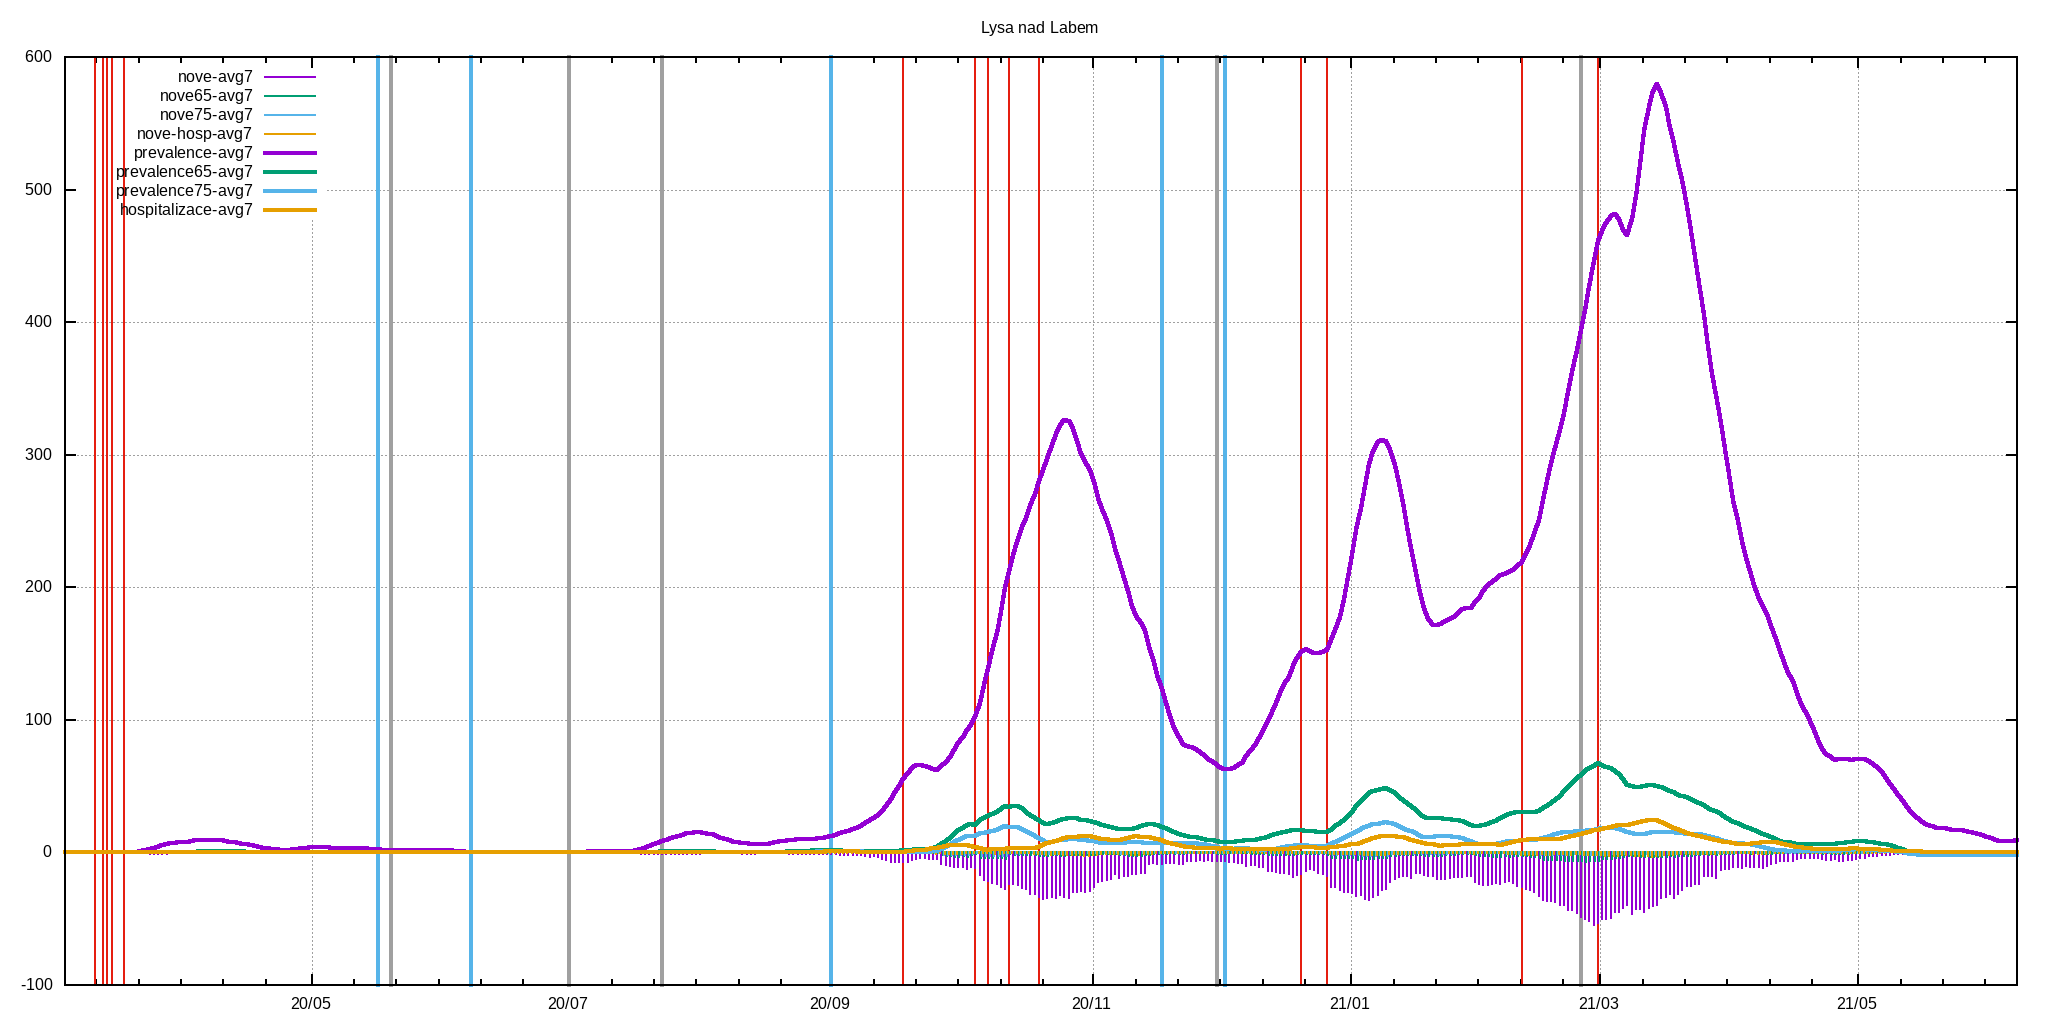 Lysa nad Labem
600
500
400
300
200
100
0
-100
nove-avg7
nove65-avg7
nove75-avg7
nove-hosp-avg7
prevalence-avg7
prevalence65-avg7
prevalence75-avg7
hospitalizace-avg7
20/05
20/07
20/09
20/11
21/01
21/03
21/05